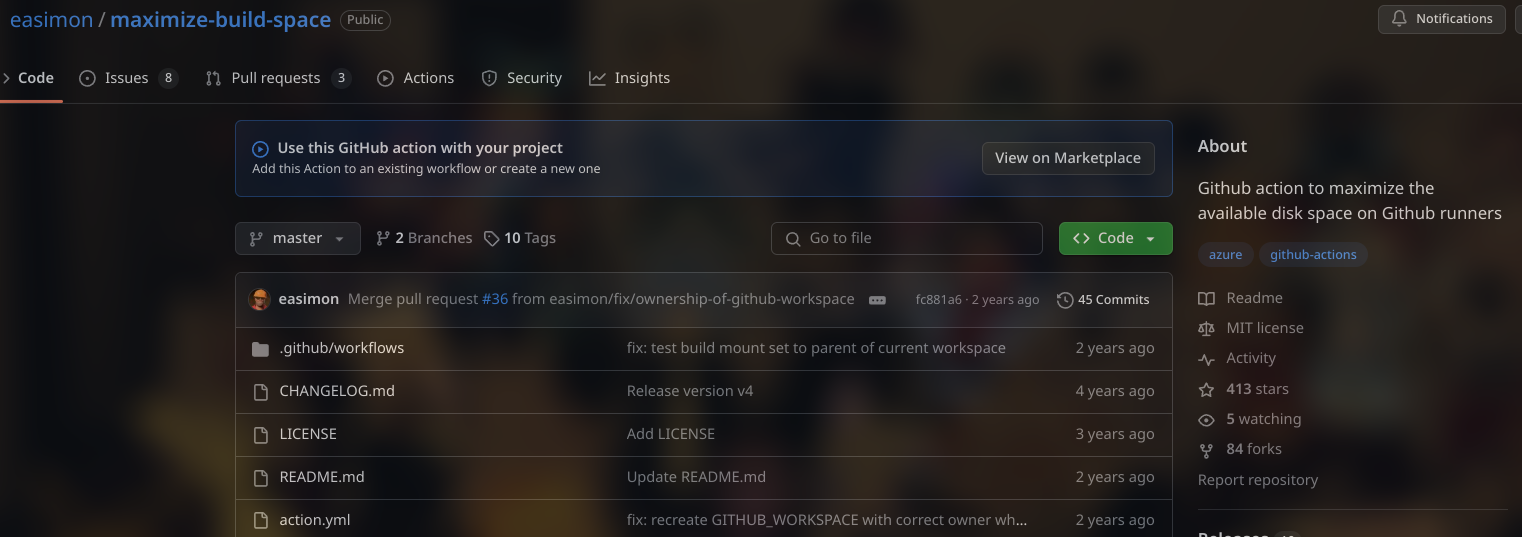 easimon / maximize-build-space Public
Notifications
Code Issues 8 Pull requests 3 Actions Security Insights
Use this GitHub action with your project
Add this Action to an existing workflow or create a new one
View on Marketplace
master 2 Branches 10 Tags
Go to file
Code
easimon Merge pull request #36 from easimon/fix/ownership-of-github-workspace fc881a6 · 2 years ago 45 Commits
.github/workflows fix: test build mount set to parent of current workspace 2 years ago
CHANGELOG.md Release version v4 4 years ago
LICENSE Add LICENSE 3 years ago
README.md Update README.md 2 years ago
action.yml fix: recreate GITHUB_WORKSPACE with correct owner wh... 2 years ago
About
Github action to maximize the
available disk space on Github runners
azure github-actions
Readme
MIT license
Activity
413 stars
5 watching
84 forks
Report repository
Releases